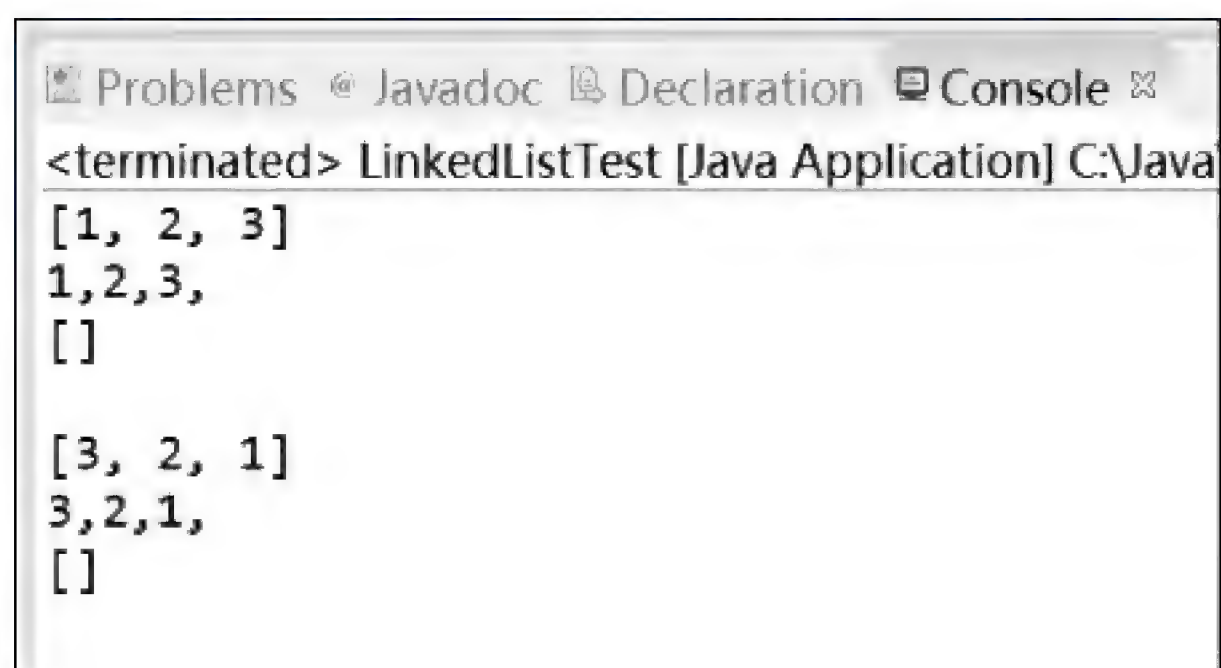 Problems @ Javadoc Declaration Console
<terminated> LinkedListTest [Java Application] C:\Java
[1, 2, 3]
1,2,3,
[]
[3, 2, 1]
3,2,1,
[]